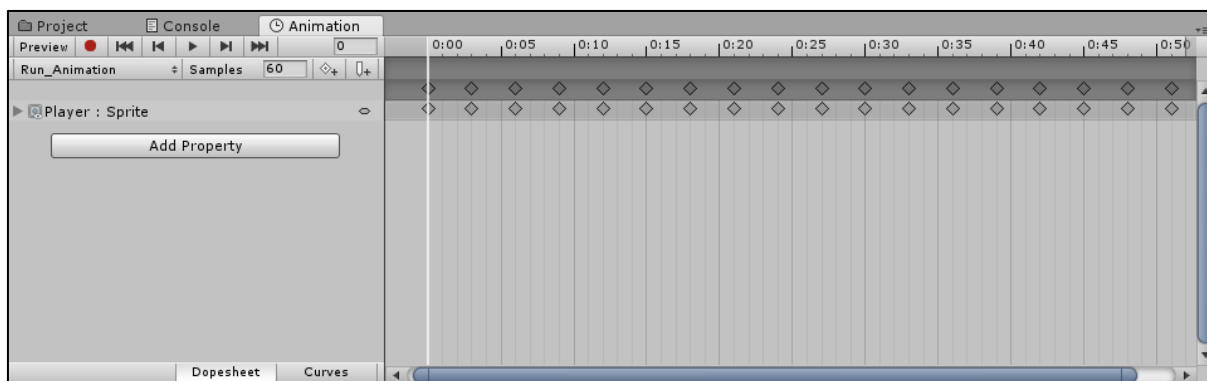 Project Console Animation
Preview 0 0:00 0:05 0:10 0:15 0:20 0:25 0:30 0:35 0:40 0:45 0:50
Run_Animation Samples 60
Player : Sprite
Add Property
Dopesheet Curves